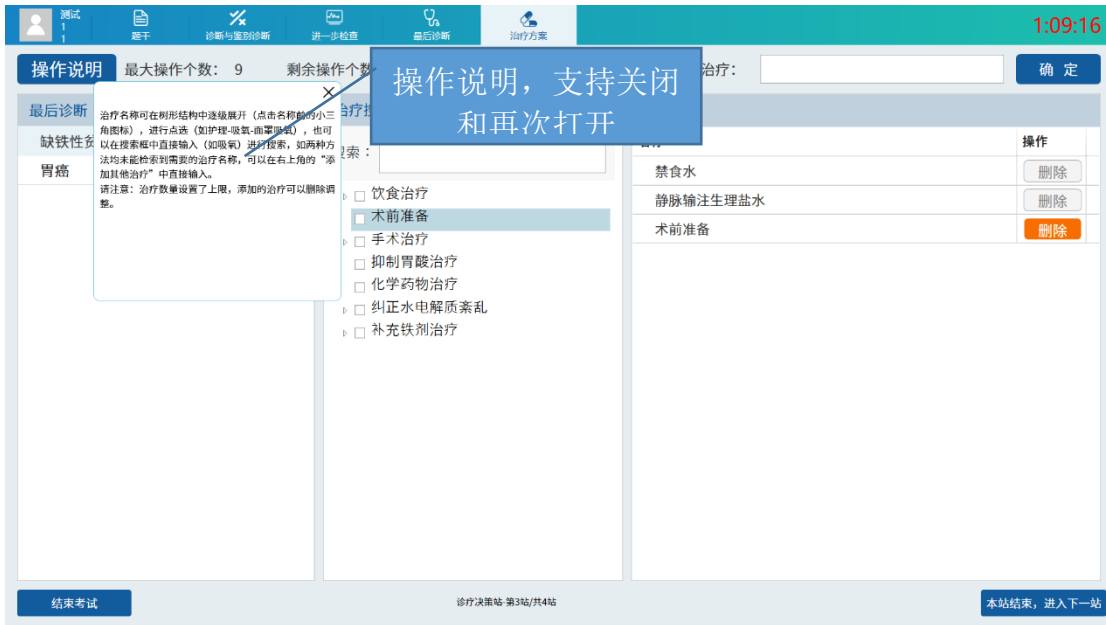 测试
1
1
题干
诊断与鉴别诊断
进一步检查
最后诊断
治疗方案
1:09:16
操作说明
最大操作个数： 9
剩余操作个数
治疗：
确 定
操作说明，支持关闭
和再次打开
最后诊断
缺铁性贫
胃癌
治疗名称可在树形结构中逐级展开（点击名称前的小三
角图标），进行点选（如护理-吸氧-面罩吸氧），也可
以在搜索框中直接输入（如吸氧）进行搜索，如两种方
法均未能检索到需要的治疗名称，可以在右上角的“添
加其他治疗”中直接输入。
请注意：治疗数量设置了上限，添加的治疗可以删除调
整。
饮食治疗
术前准备
手术治疗
抑制胃酸治疗
化学药物治疗
纠正水电解质紊乱
补充铁剂治疗
操作
禁食水
删除
静脉输注生理盐水
删除
术前准备
删除
结束考试
诊疗决策站-第3站/共4站
本站结束，进入下一站